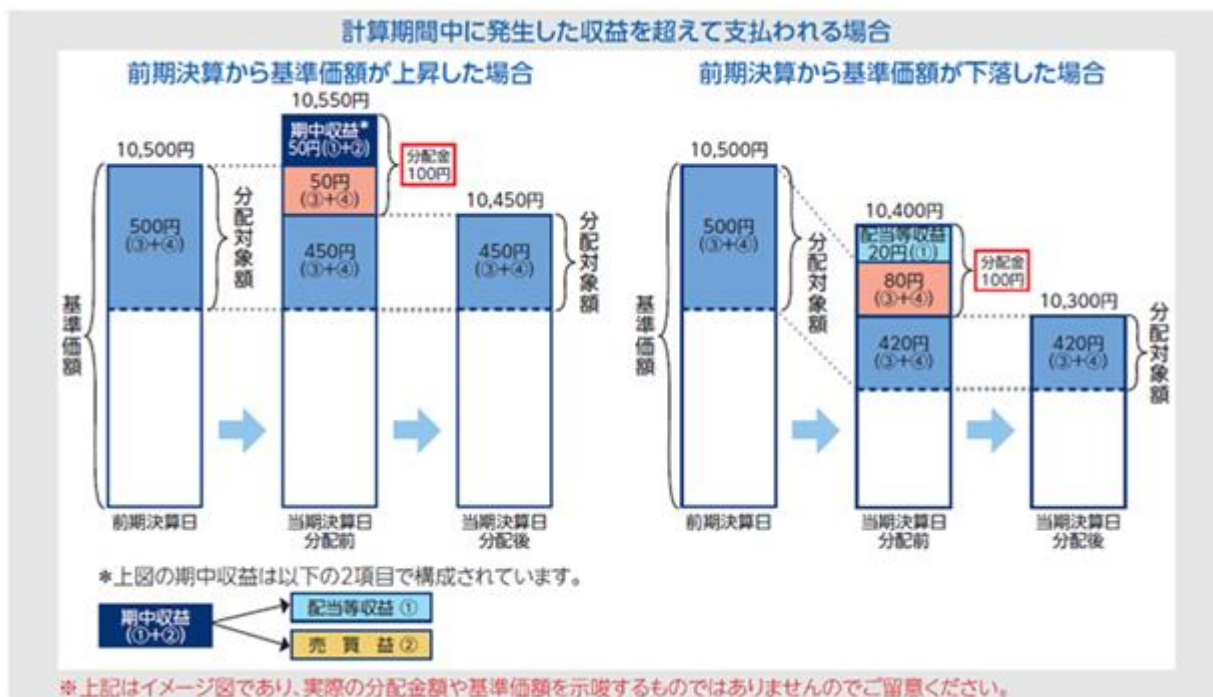 計算期間中に発生した収益を超えて支払われる場合
前期決算から基準価額が上昇した場合
10,500円
500円
(③+④)
分配対象額
基準価額
10,550円
期中収益*
50円(①+②)
50円
(③+④)
450円
(③+④)
分配金
100円
10,450円
450円
(③+④)
分配対象額
前期決算日
当期決算日
分配前
当期決算日
分配後
前期決算から基準価額が下落した場合
10,500円
500円
(③+④)
分配対象額
基準価額
10,400円
配当等収益
20円(①)
80円
(③+④)
420円
(③+④)
分配金
100円
10,300円
420円
(③+④)
分配対象額
前期決算日
当期決算日
分配前
当期決算日
分配後
*上図の期中収益は以下の2項目で構成されています。
期中収益
(①+②)
配当等収益 ①
売 買 益 ②
※上記はイメージ図であり、実際の分配金額や基準価額を示唆するものではありませんのでご留意ください。